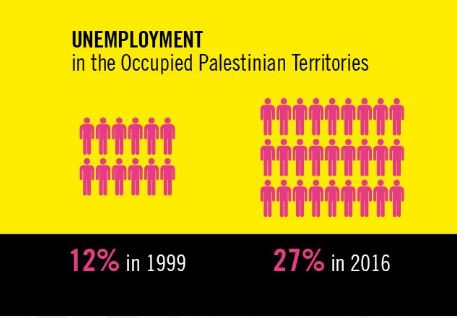 UNEMPLOYMENT
in the Occupied Palestinian Territories
12% in 1999
27% in 2016